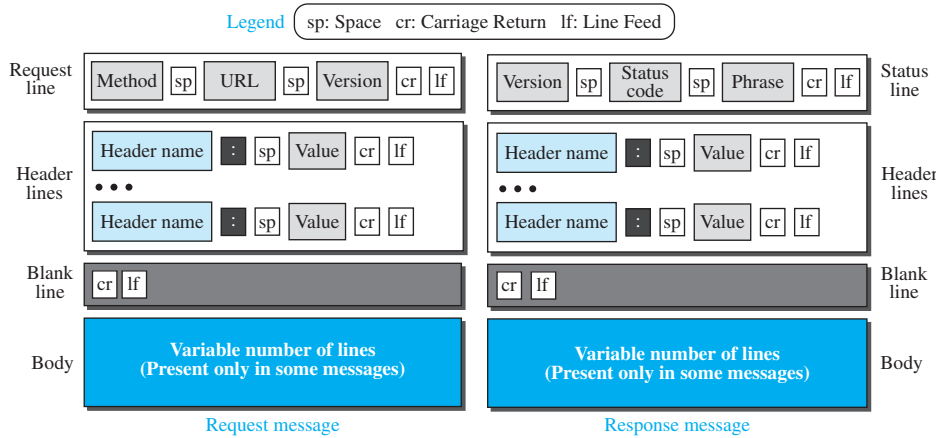 Legend sp: Space cr: Carriage Return lf: Line Feed
Request line
Method sp URL sp Version cr lf
Header lines
Header name : sp Value cr lf
• • •
Header name : sp Value cr lf
Blank line
cr lf
Body
Variable number of lines
(Present only in some messages)
Request message
Version sp Status code sp Phrase cr lf
Status line
Header name : sp Value cr lf
• • •
Header name : sp Value cr lf
Header lines
cr lf
Blank line
Variable number of lines
(Present only in some messages)
Body
Response message